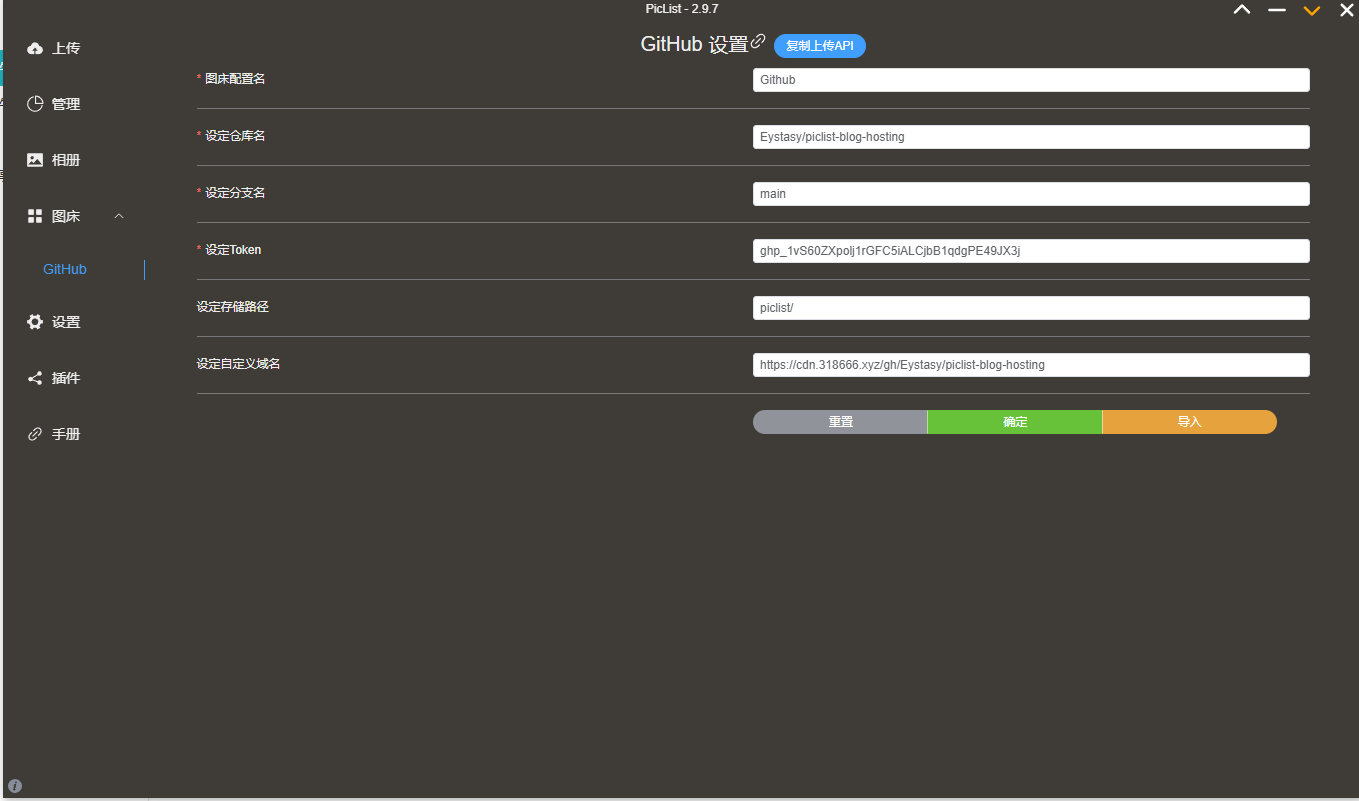 PicList - 2.9.7
GitHub 设置
复制上传API
上传
管理
相册
图床
GitHub
设置
插件
手册
* 图床配置名
Github
* 设定仓库名
Eystasy/piclist-blog-hosting
* 设定分支名
main
* 设定Token
设定存储路径
piclist/
设定自定义域名
https://cdn.318666.xyz/gh/Eystasy/piclist-blog-hosting
重置
确定
导入